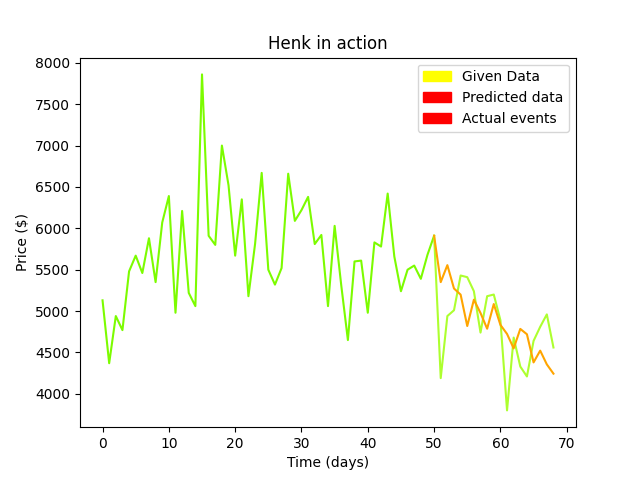 Henk in action
Given Data
Predicted data
Actual events
Price ($)
8000
7500
7000
6500
6000
5500
5000
4500
4000
0 10 20 30 40 50 60 70
Time (days)